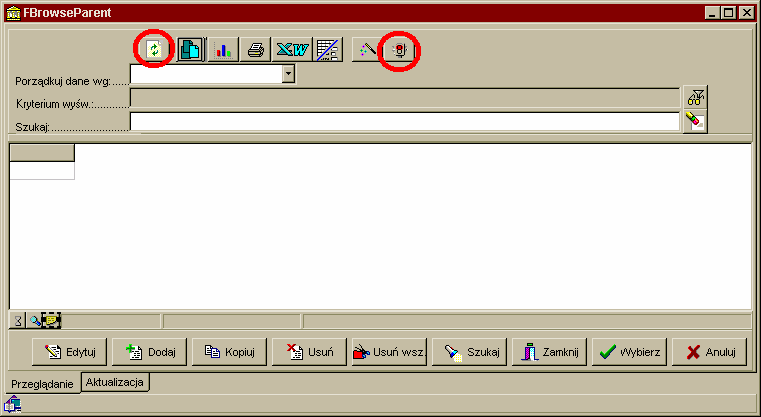 FBrowseParent
XW
Porządkuj dane wg:......
Kryterium wyśw.:............
Szukaj:..........................
Edytuj Dodaj Kopiuj Usuń Usuń wsz. Szukaj Zamknij Wybierz Anuluj
Przeglądanie Aktualizacja